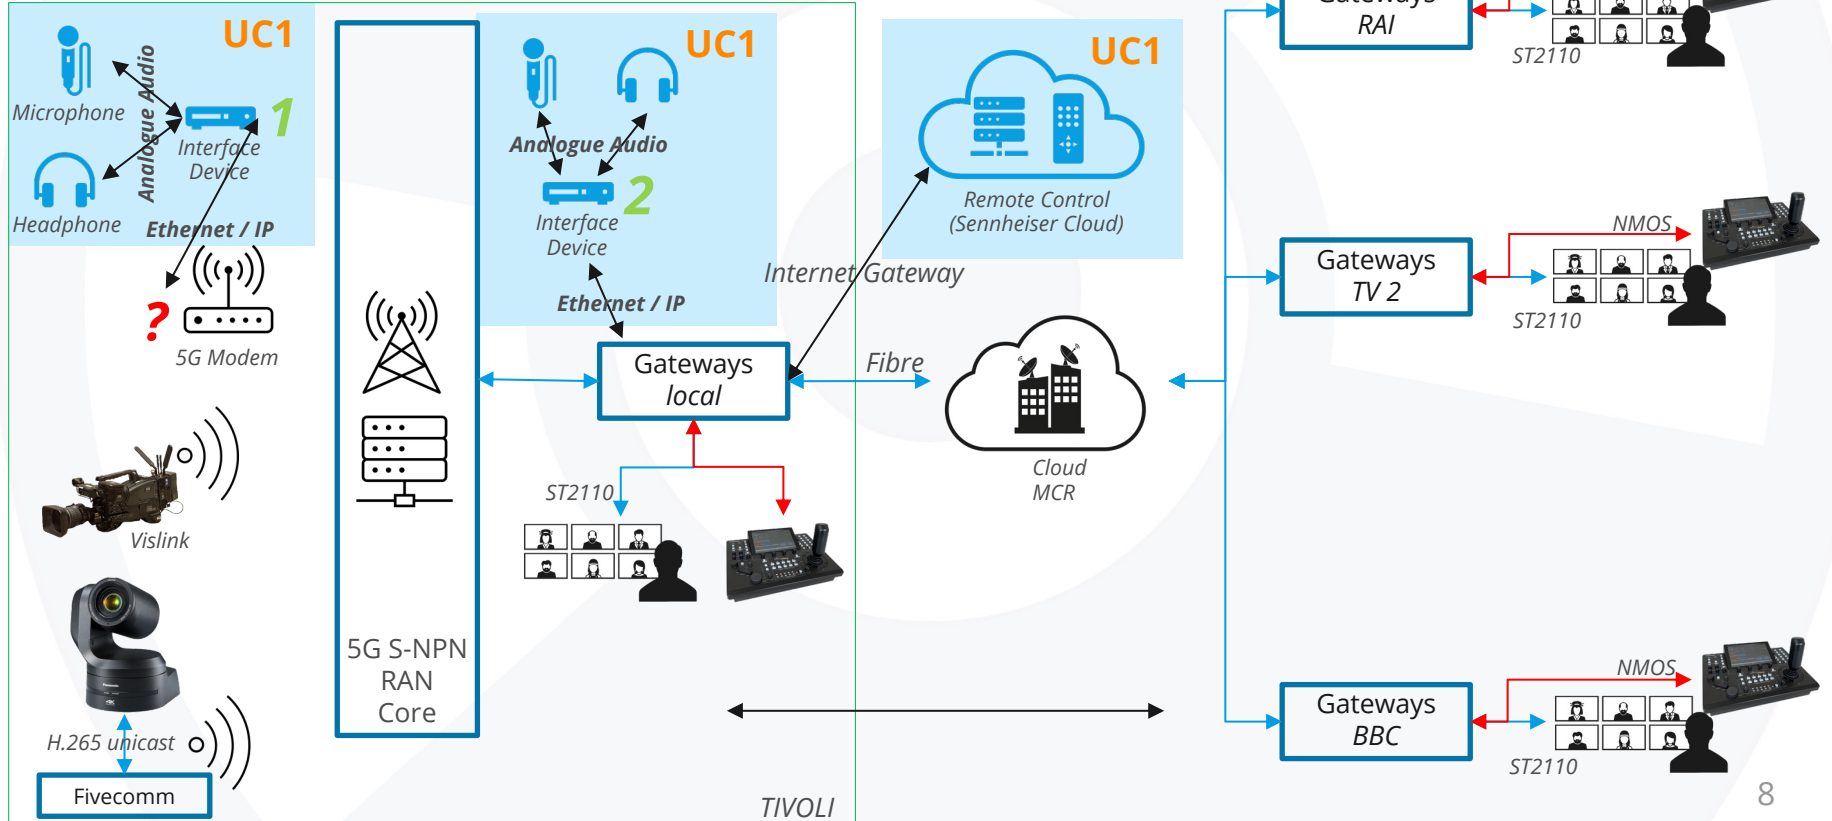 UC1
Microphone
Analogue Audio
1
Interface
Device
Headphone
Ethernet / IP
?
5G Modem
Vislink
H.265 unicast
Fivecomm
5G S-NPN
RAN
Core
UC1
Analogue Audio
2
Interface
Device
Ethernet / IP
Gateways
local
ST2110
TIVOLI
UC1
Remote Control
(Sennheiser Cloud)
Internet Gateway
Fibre
Cloud
MCR
Gateways
RAI
ST2110
Gateways
TV 2
NMOS
ST2110
Gateways
BBC
NMOS
ST2110
8